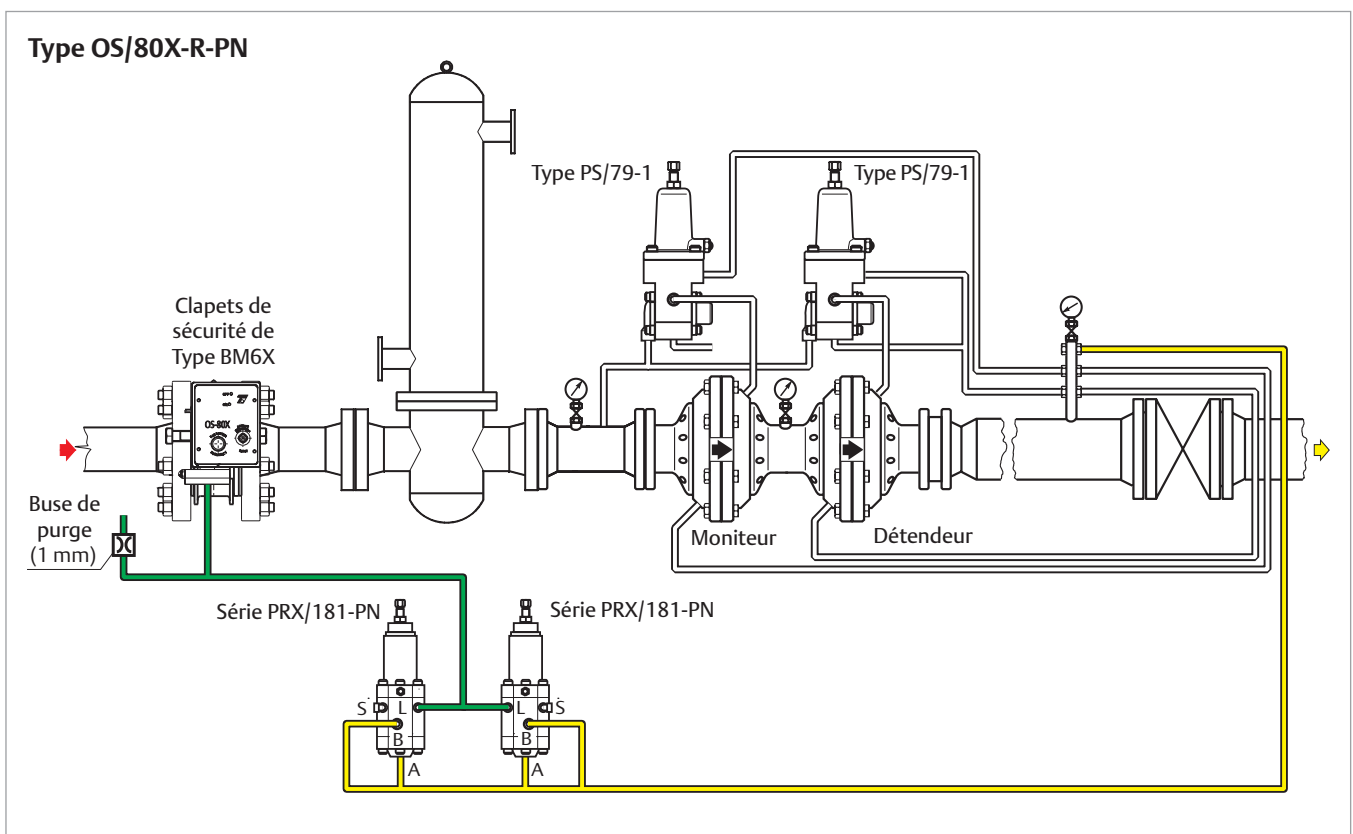 Type OS/80X-R-PN
Type PS/79-1
Type PS/79-1
Clapets de
sécurité de
Type BM6X
OS-80X
Buse de
purge
(1 mm)
Moniteur
Détendeur
Série PRX/181-PN
Série PRX/181-PN
S
L
L
S
B
B
A
A